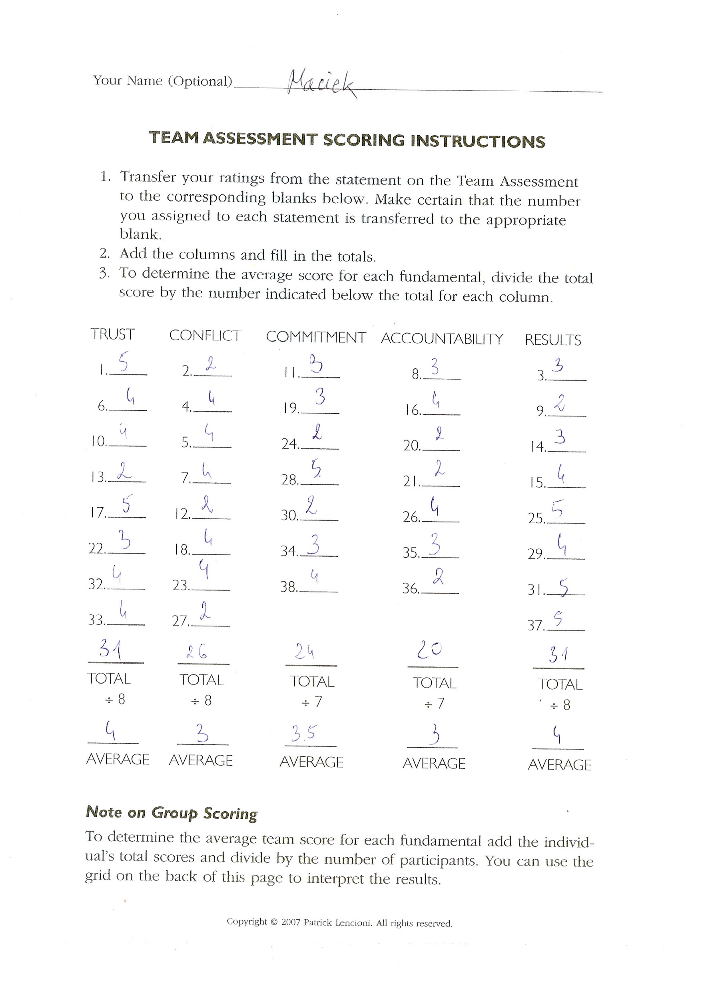 Your Name (Optional) Maciek
TEAM ASSESSMENT SCORING INSTRUCTIONS
1. Transfer your ratings from the statement on the Team Assessment
to the corresponding blanks below. Make certain that the number
you assigned to each statement is transferred to the appropriate
blank.
2. Add the columns and fill in the totals.
3. To determine the average score for each fundamental, divide the total
score by the number indicated below the total for each column.
TRUST CONFLICT COMMITMENT ACCOUNTABILITY RESULTS
1. 5 2. 2 11. 3 8. 3 3. 3
6. 4 4. 4 19. 3 16. 4 9. 2
10. 4 5. 4 24. 2 20. 2 14. 3
13. 2 7. 4 28. 5 21. 2 15. 4
17. 5 12. 2 30. 2 26. 4 25. 5
22. 3 18. 4 34. 3 35. 3 29. 4
32. 4 23. 4 38. 4 36. 2 31. 5
33. 4 27. 2 37. 5
31 26 24 20 31
TOTAL TOTAL TOTAL TOTAL TOTAL
÷ 8 ÷ 8 ÷ 7 ÷ 7 ÷ 8
4 3 3.5 3 4
AVERAGE AVERAGE AVERAGE AVERAGE AVERAGE
Note on Group Scoring
To determine the average team score for each fundamental add the individ-
ual's total scores and divide by the number of participants. You can use the
grid on the back of this page to interpret the results.
Copyright © 2007 Patrick Lencioni. All rights reserved.